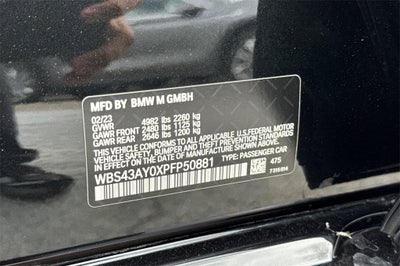 MFD BY BMW M GMBH
02/23
GVWR 4982 lbs 2260 kg
GAWR FRONT 2480 lbs 1125 kg
GAWR REAR 2646 lbs 1200 kg
THIS VEHICLE CONFORMS TO ALL APPLICABLE U.S. FEDERAL MOTOR
VEHICLE SAFETY, BUMPER, AND THEFT PREVENTION STANDARDS IN EFFECT
ON THE DATE OF MANUFACTURE SHOWN ABOVE.
WBS43AY0XPFP50881 TYPE: PASSENGER CAR
475